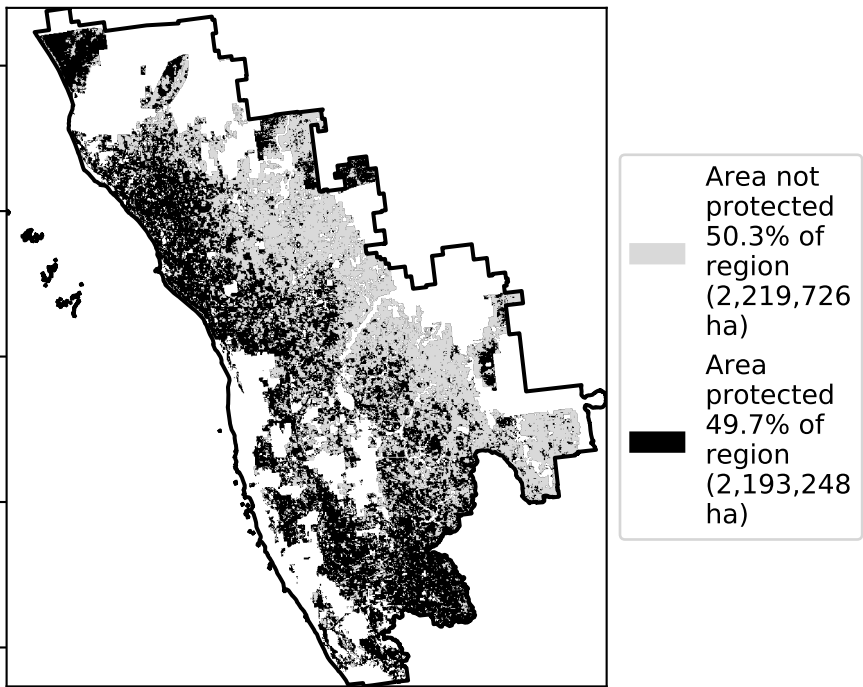 Area not
protected
50.3% of
region
(2,219,726
ha)
Area
protected
49.7% of
region
(2,193,248
ha)